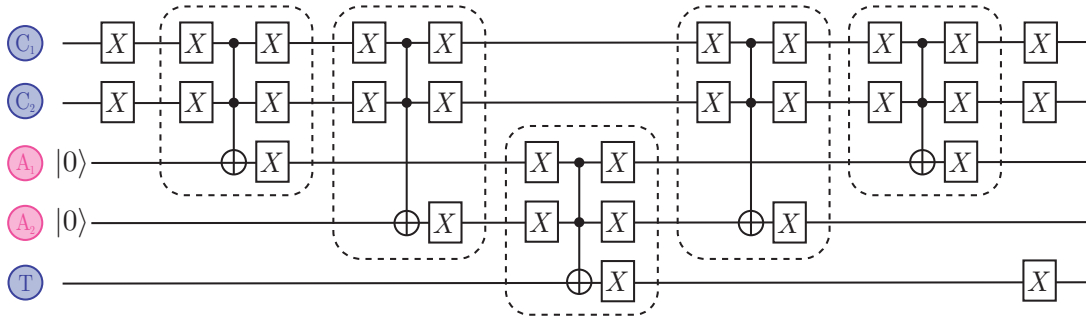 C₁ X X X X X X X X X X
C₂ X X X X X X X X X X
A₁ |0⟩ X X X X
A₂ |0⟩ X X X X
T X X